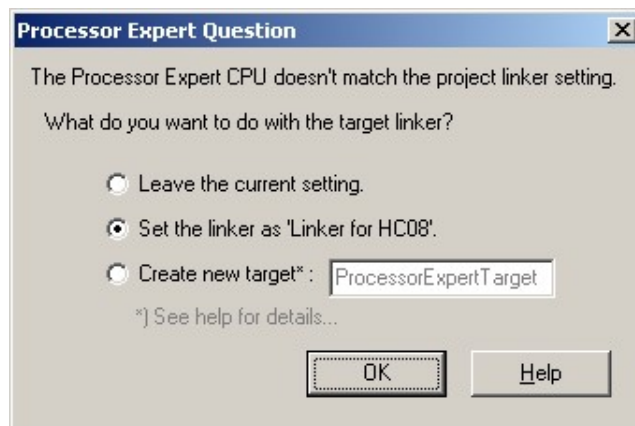 Processor Expert Question
The Processor Expert CPU doesn't match the project linker setting.
What do you want to do with the target linker?
Leave the current setting.
Set the linker as 'Linker for HC08'.
Create new target* : ProcessorExpertTarget
*) See help for details...
OK Help